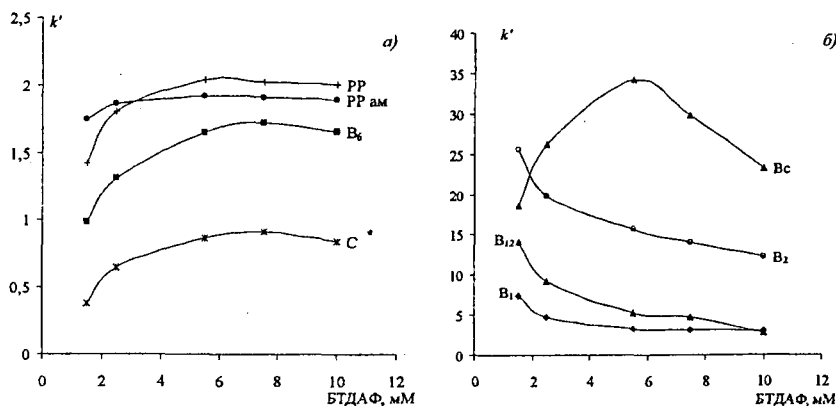 k'
а)
2,5
2
1,5
1
0,5
0
PP
PP ам
B₆
C *
0 2 4 6 8 10 12
БТДАФ, мМ
k'
б)
40
35
30
25
20
15
10
5
0
Bc
B₂
B₁₂
B₁
0 2 4 6 8 10 12
БТДАФ, мМ